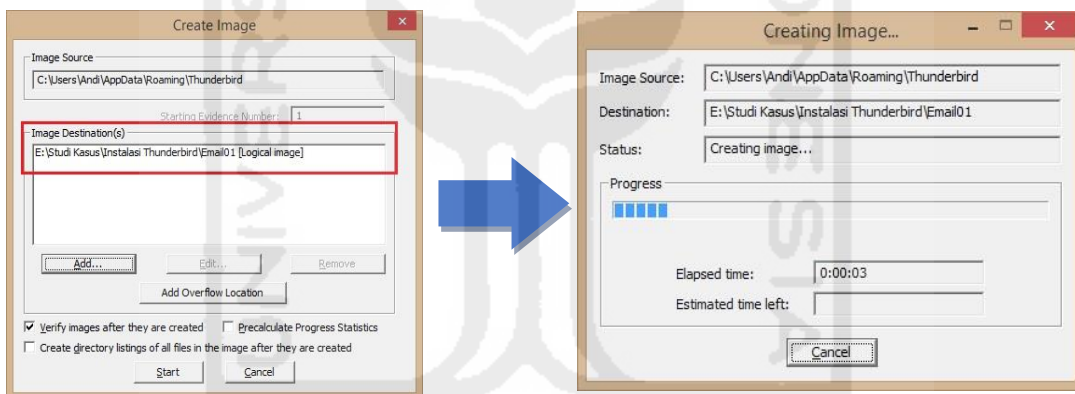 Create Image
Image Source
C:\Users\Andi\AppData\Roaming\Thunderbird
Starting Evidence Number: 1
Image Destination(s)
E:\Studi Kasus\Instalasi Thunderbird\Email01 [Logical image]
Add...
Edit...
Remove
Add Overflow Location
Verify images after they are created
Precalculate Progress Statistics
Create directory listings of all files in the image after they are created
Start
Cancel
Creating Image...
Image Source: C:\Users\Andi\AppData\Roaming\Thunderbird
Destination: E:\Studi Kasus\Instalasi Thunderbird\Email01
Status: Creating image...
Progress
Elapsed time: 0:00:03
Estimated time left:
Cancel